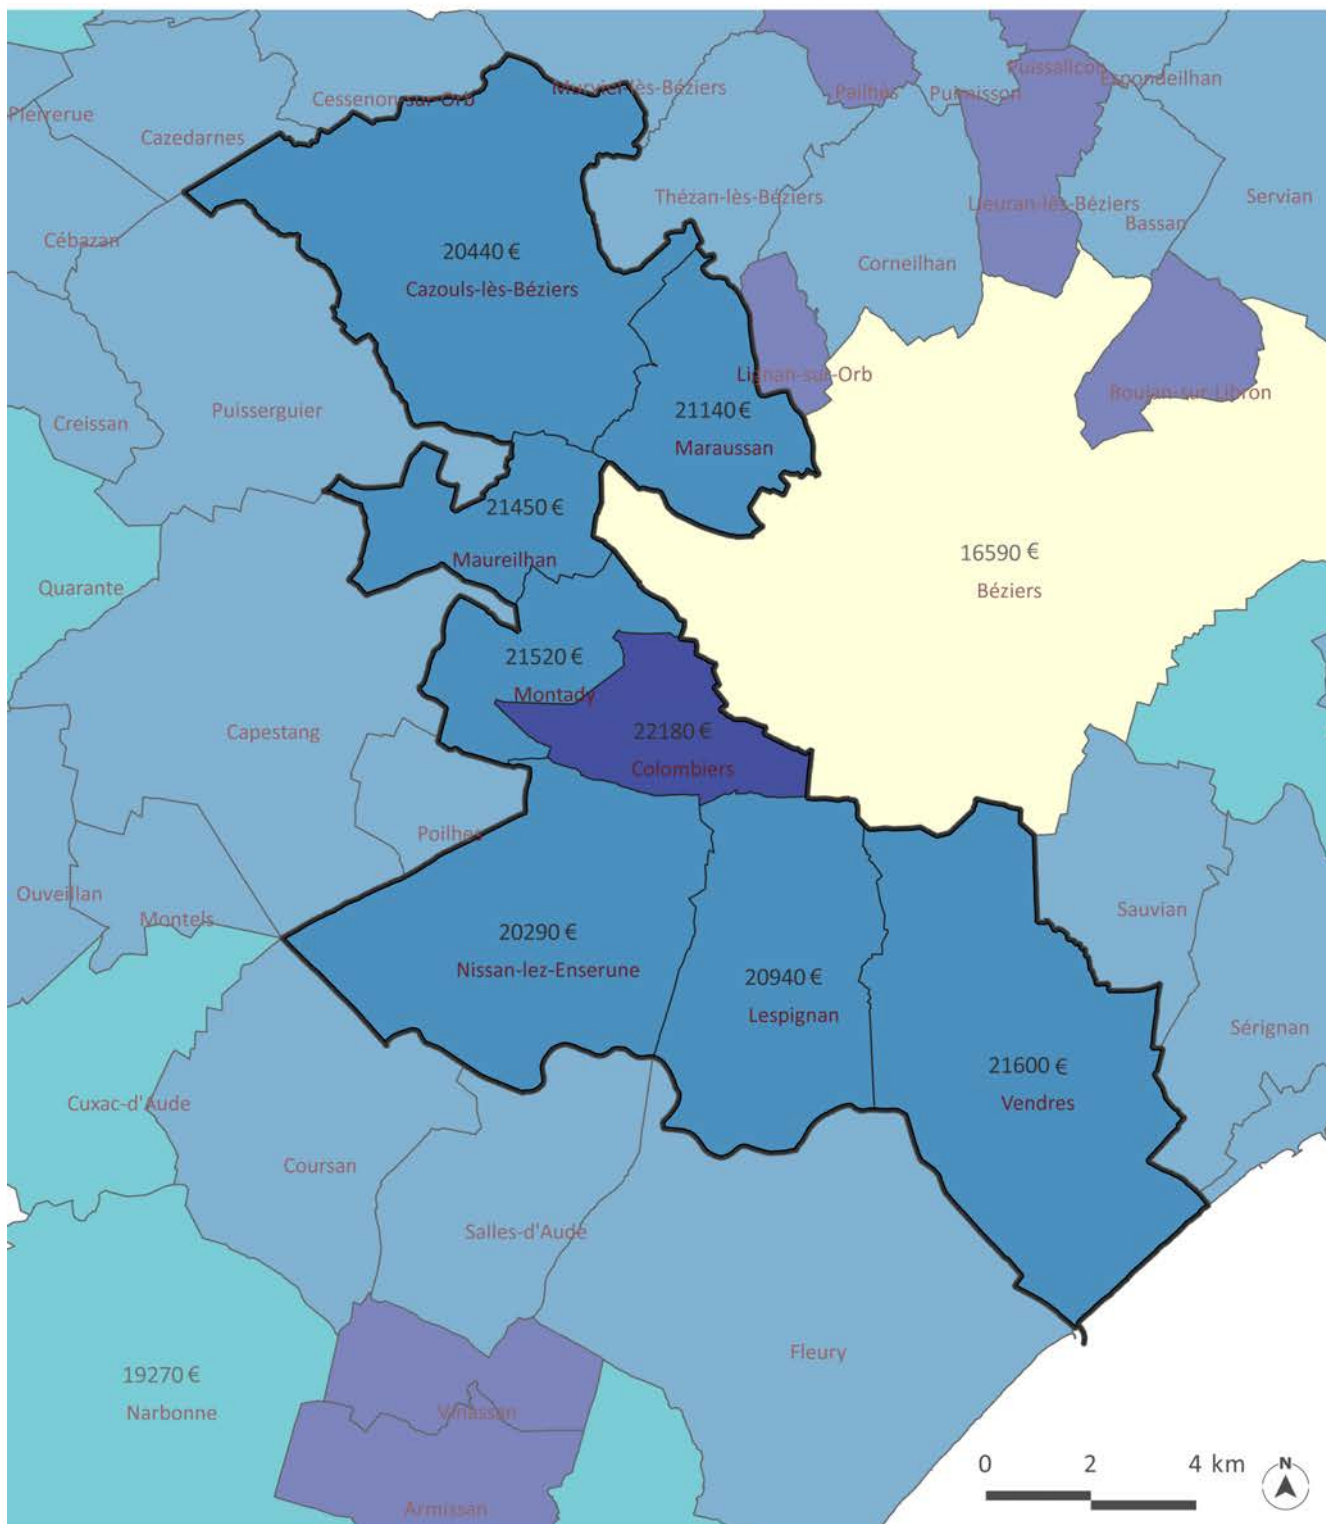 Puissalicon
Espondeilhan
Murviel-lès-Béziers
Pailhès
Puimisson
Cessenon-sur-Orb
Pierrerue
Cazedarnes
Thézan-lès-Béziers
Lieuran-lès-Béziers
Servian
Bassan
Cébazan
20440 €
Cazouls-lès-Béziers
Corneilhan
Lignan-sur-Orb
Boujan-sur-Libron
Puisserguier
Creissan
21140 €
Maraussan
21450 €
Maureilhan
16590 €
Béziers
Quarante
21520 €
Montady
22180 €
Colombiers
Capestang
Poilhes
Ouveillan
Montels
Sauvian
20290 €
Nissan-lez-Enserune
20940 €
Lespignan
Sérignan
21600 €
Vendres
Cuxac-d'Aude
Coursan
Salles-d'Aude
Fleury
19270 €
Narbonne
Vinassan
Armissan
0 2 4 km
N